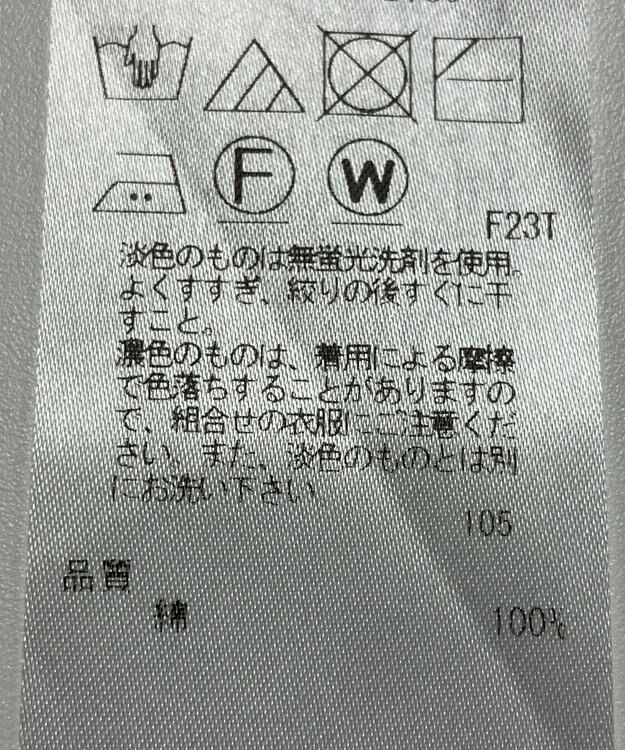 F
W
F23T
淡色のものは無蛍光洗剤を使用。
よくすすぎ、絞りの後すぐに干
すこと。
濃色のものは、着用による摩擦
で色落ちすることがありますの
で、組合せの衣服にご注意くだ
さい。また、淡色のものとは別
にお洗い下さい
105
品質
綿 100%